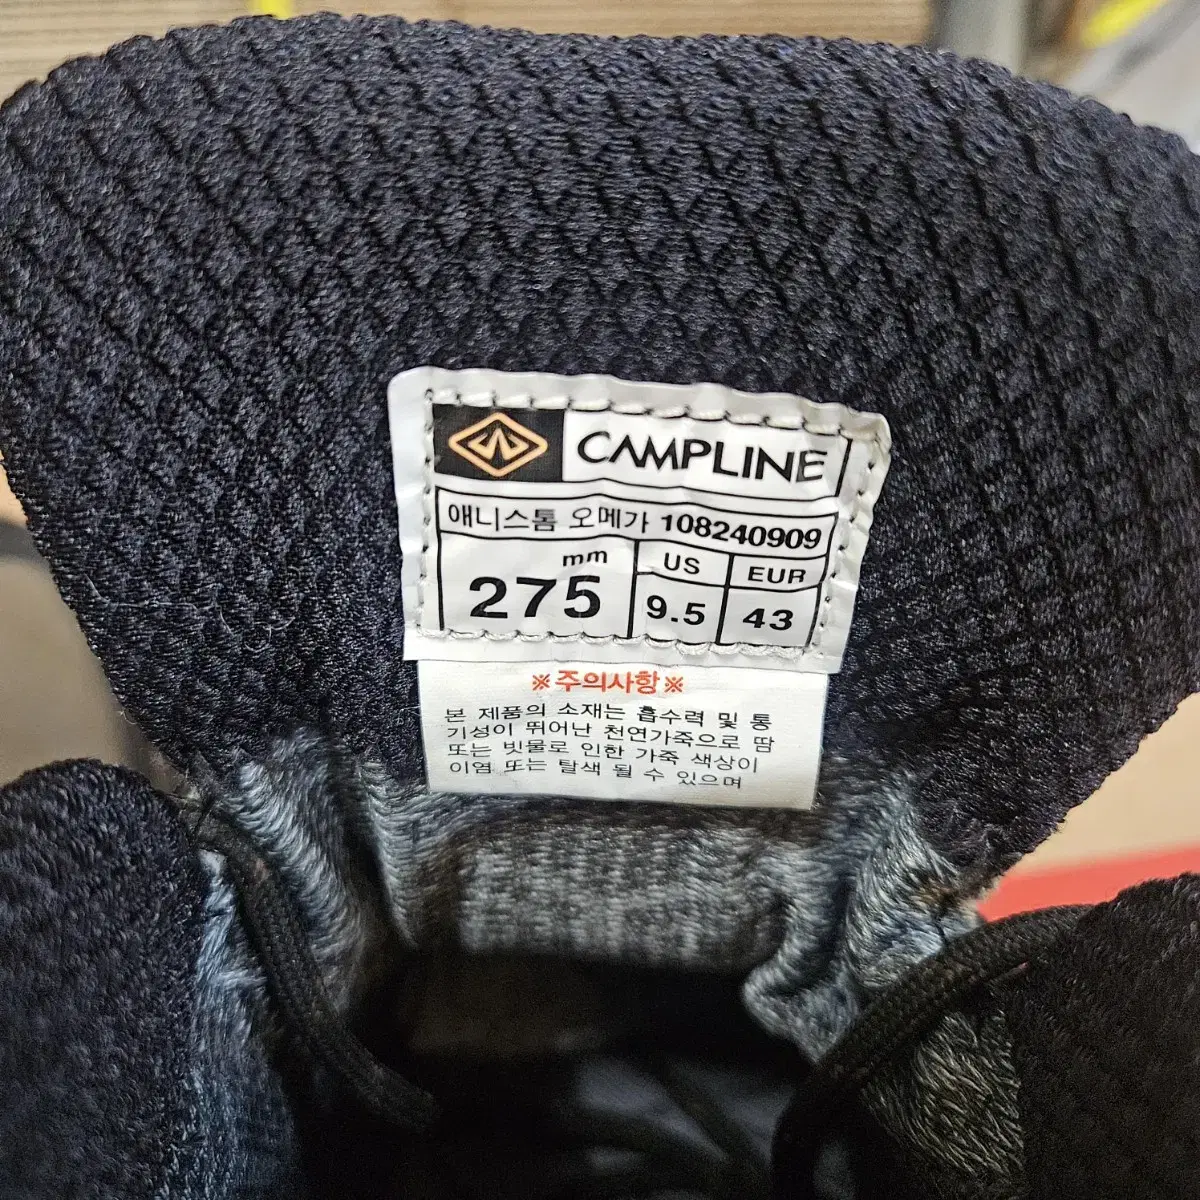 CAMPLINE
애니스톰 오메가 108240909
mm US EUR
275 9.5 43
※주의사항※
본 제품의 소재는 흡수력 및 통
기성이 뛰어난 천연가죽으로 땀
또는 빗물로 인한 가죽 색상이
이염 또는 탈색 될 수 있으며